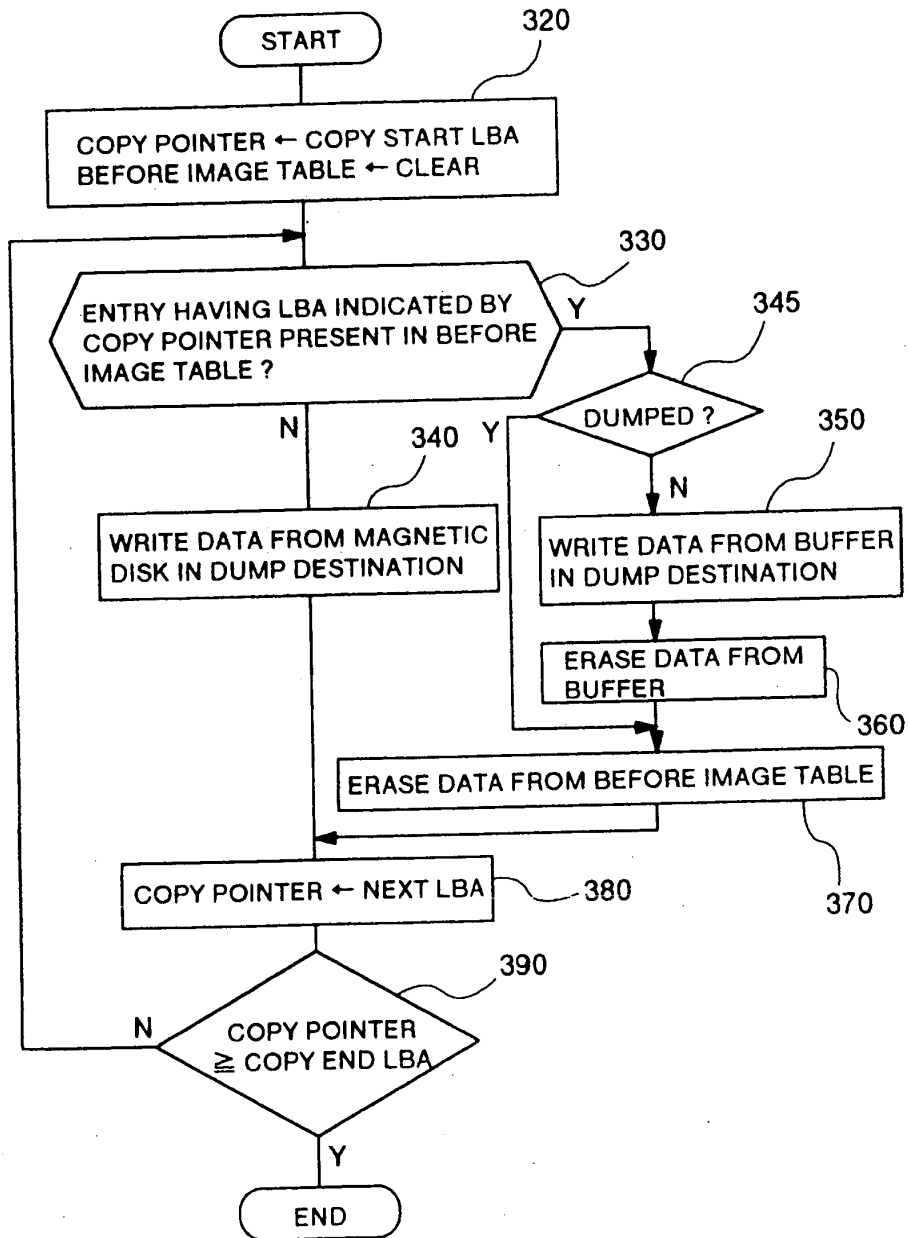 START
320
COPY POINTER ← COPY START LBA
BEFORE IMAGE TABLE ← CLEAR
330
ENTRY HAVING LBA INDICATED BY
COPY POINTER PRESENT IN BEFORE
IMAGE TABLE ?
Y
345
DUMPED ?
N
Y
340
350
N
WRITE DATA FROM MAGNETIC
DISK IN DUMP DESTINATION
WRITE DATA FROM BUFFER
IN DUMP DESTINATION
ERASE DATA FROM
BUFFER
360
ERASE DATA FROM BEFORE IMAGE TABLE
370
COPY POINTER ← NEXT LBA
380
390
N
COPY POINTER
≧ COPY END LBA
Y
END